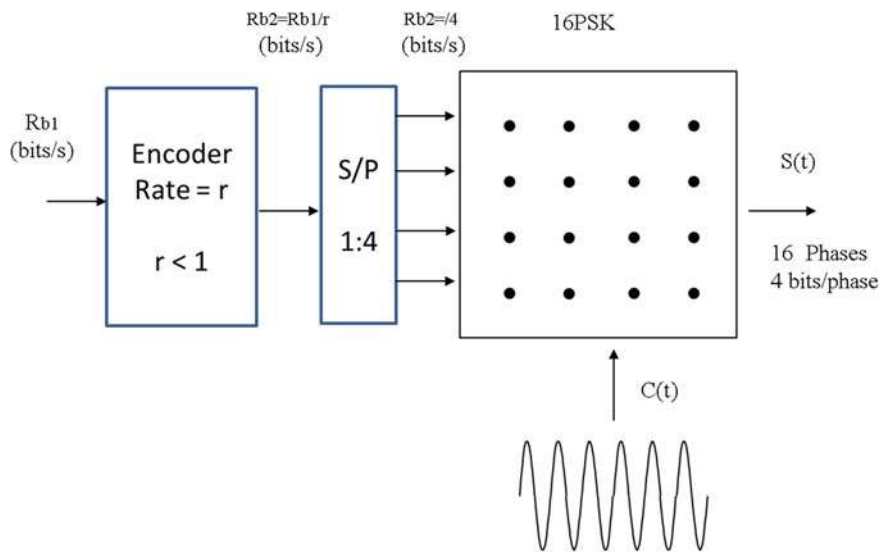 Rb2=Rb1/r
(bits/s)
Rb2=/4
(bits/s)
16PSK
Rb1
(bits/s)
Encoder
Rate = r
r < 1
S/P
1:4
S(t)
16 Phases
4 bits/phase
C(t)